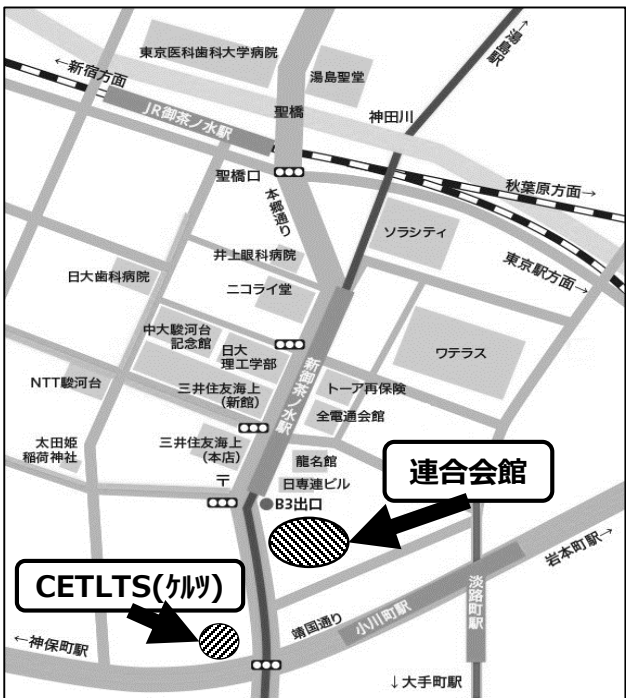 東京医科歯科大学病院
←湯島駅
←新宿方面
湯島聖堂
聖橋
JR御茶ノ水駅
神田川
聖橋口
本郷通り
秋葉原方面→
ソラシティ
井上眼科病院
東京駅方面→
日大歯科病院
ニコライ堂
中大駿河台
記念館
日大
理工学部
ワテラス
新御茶ノ水駅
NTT駿河台
三井住友海上
(新館)
トーア再保険
全電通会館
太田姫
稲荷神社
三井住友海上
(本店)
龍名館
連合会館
〒
日専連ビル
B3出口
岩本町駅→
CETLTS(ｹﾙﾂ)
靖国通り
小川町駅
淡路町駅
←神保町駅
↓大手町駅